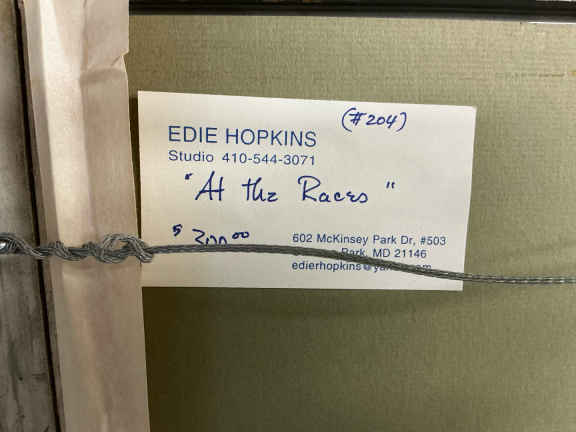 (#204)
EDIE HOPKINS
Studio 410-544-3071
"At the Races"
$300.00
602 McKinsey Park Dr, #503
Park, MD 21146